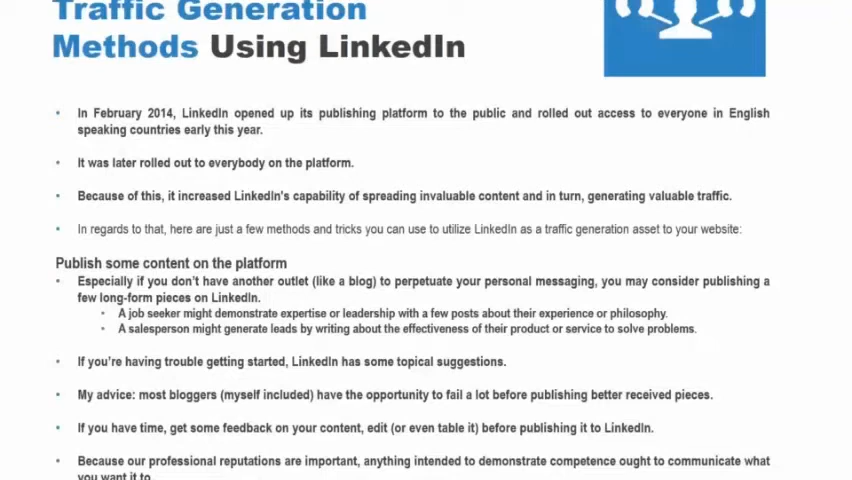 Traffic Generation
Methods Using LinkedIn
• In February 2014, LinkedIn opened up its publishing platform to the public and rolled out access to everyone in English
speaking countries early this year.
• It was later rolled out to everybody on the platform.
• Because of this, it increased LinkedIn's capability of spreading invaluable content and in turn, generating valuable traffic.
• In regards to that, here are just a few methods and tricks you can use to utilize LinkedIn as a traffic generation asset to your website:
Publish some content on the platform
• Especially if you don't have another outlet (like a blog) to perpetuate your personal messaging, you may consider publishing a
few long-form pieces on LinkedIn.
• A job seeker might demonstrate expertise or leadership with a few posts about their experience or philosophy.
• A salesperson might generate leads by writing about the effectiveness of their product or service to solve problems.
• If you're having trouble getting started, LinkedIn has some topical suggestions.
• My advice: most bloggers (myself included) have the opportunity to fail a lot before publishing better received pieces.
• If you have time, get some feedback on your content, edit (or even table it) before publishing it to LinkedIn.
• Because our professional reputations are important, anything intended to demonstrate competence ought to communicate what
you want it to